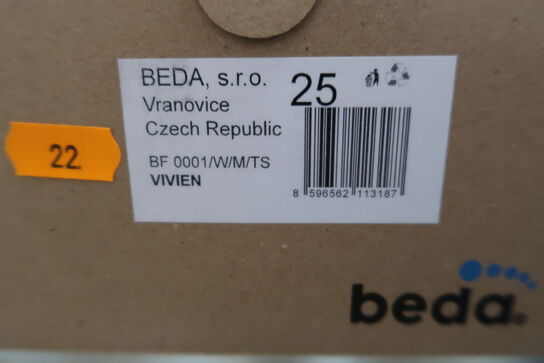 BEDA, s.r.o.
25
Vranovice
Czech Republic
BF 0001/W/M/TS
VIVIEN
8 596562 113187
22
beda®